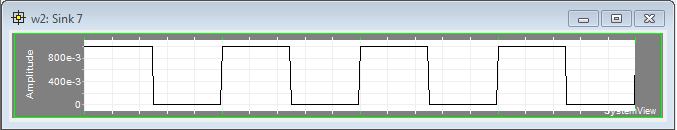 w2: Sink 7
Amplitude
800e-3
400e-3
0
SystemView